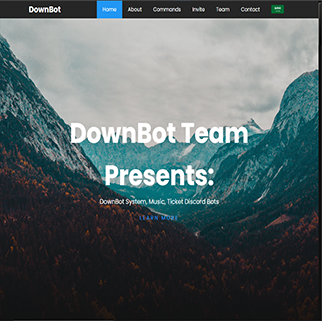 DownBot
Home About Commands Invite Team Contact
DownBot Team
Presents:
DownBot System, Music, Ticket Discord Bots
LEARN MORE